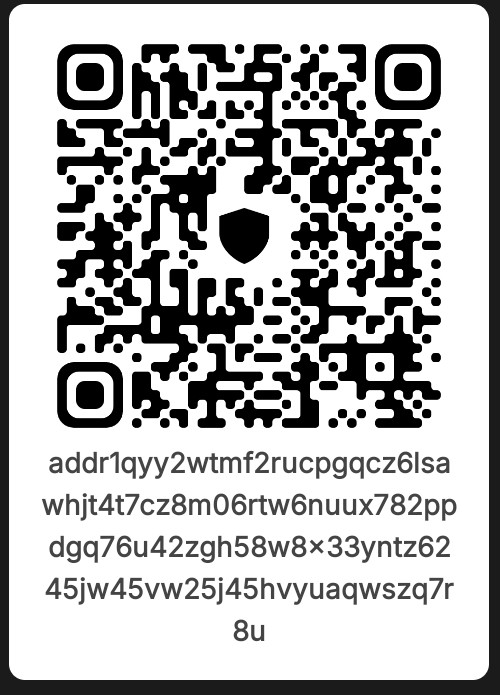 addr1qyy2wtmf2rucpgqcz6lsa
whjt4t7cz8m06rtw6nuux782pp
dgq76u42zgh58w8×33yntz62
45jw45vw25j45hvyuaqwszq7r
8u